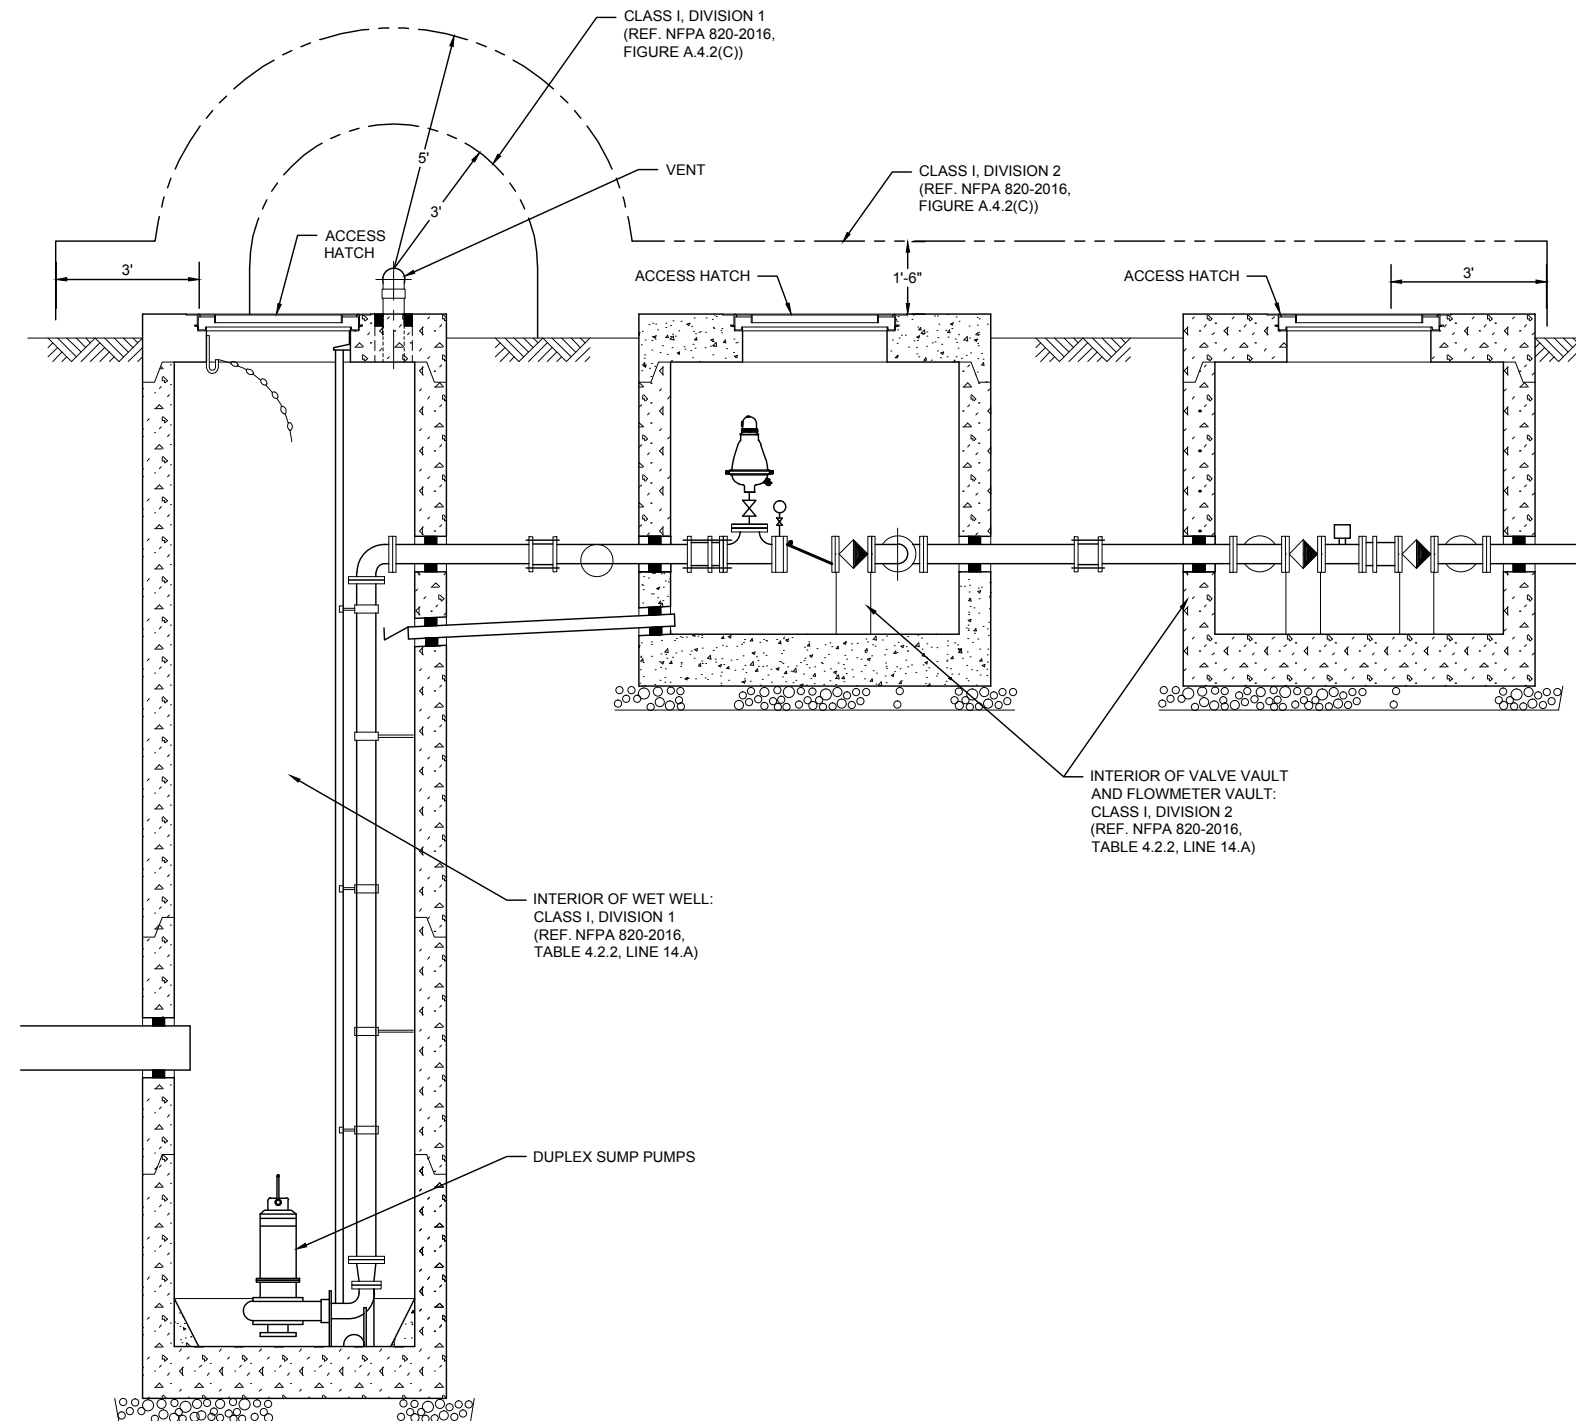 CLASS I, DIVISION 1
(REF. NFPA 820-2016,
FIGURE A.4.2(C))
5'
3'
VENT
CLASS I, DIVISION 2
(REF. NFPA 820-2016,
FIGURE A.4.2(C))
ACCESS
HATCH
3'
ACCESS HATCH
1'-6"
ACCESS HATCH
3'
INTERIOR OF VALVE VAULT
AND FLOWMETER VAULT:
CLASS I, DIVISION 2
(REF. NFPA 820-2016,
TABLE 4.2.2, LINE 14.A)
INTERIOR OF WET WELL:
CLASS I, DIVISION 1
(REF. NFPA 820-2016,
TABLE 4.2.2, LINE 14.A)
DUPLEX SUMP PUMPS